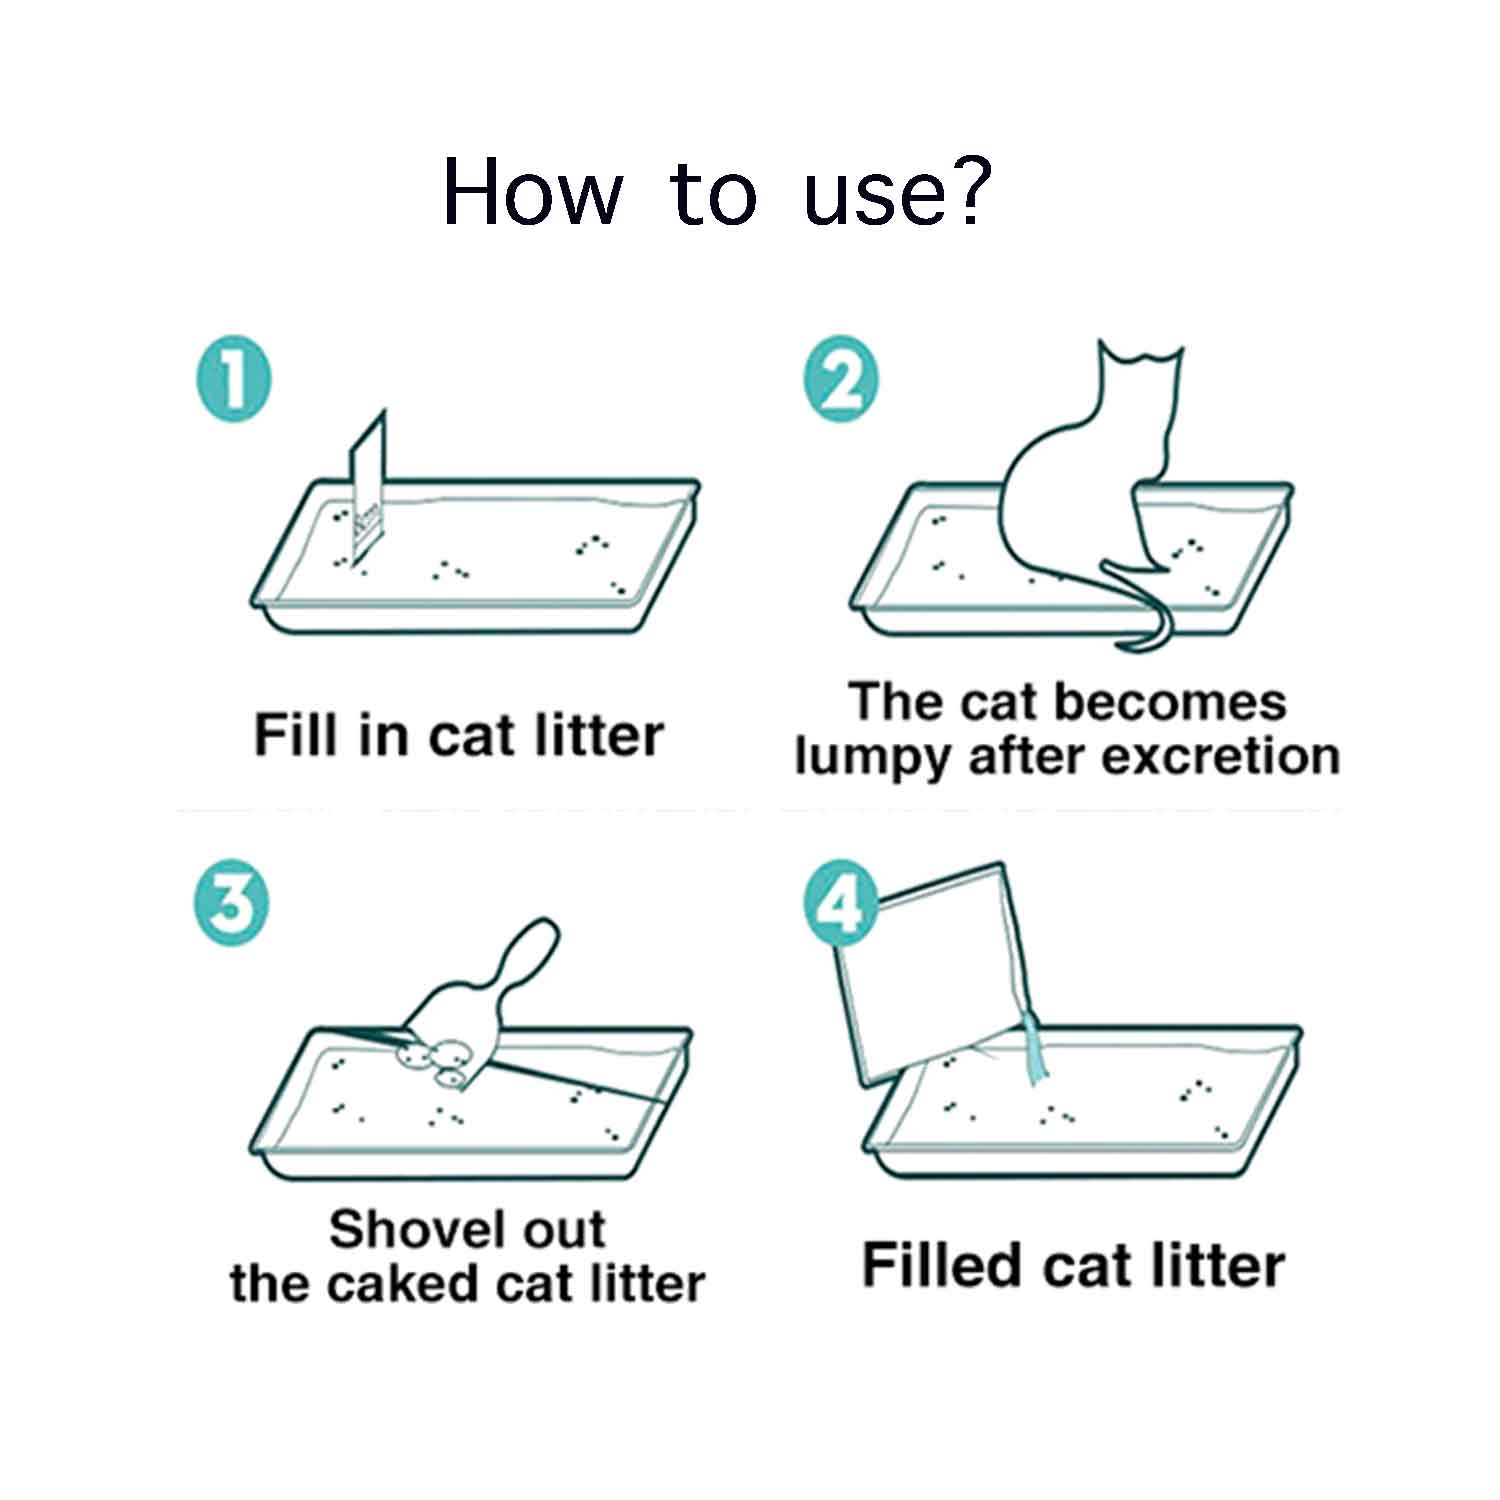 How to use?
1
Fill in cat litter
2
The cat becomes
lumpy after excretion
3
Shovel out
the caked cat litter
4
Filled cat litter